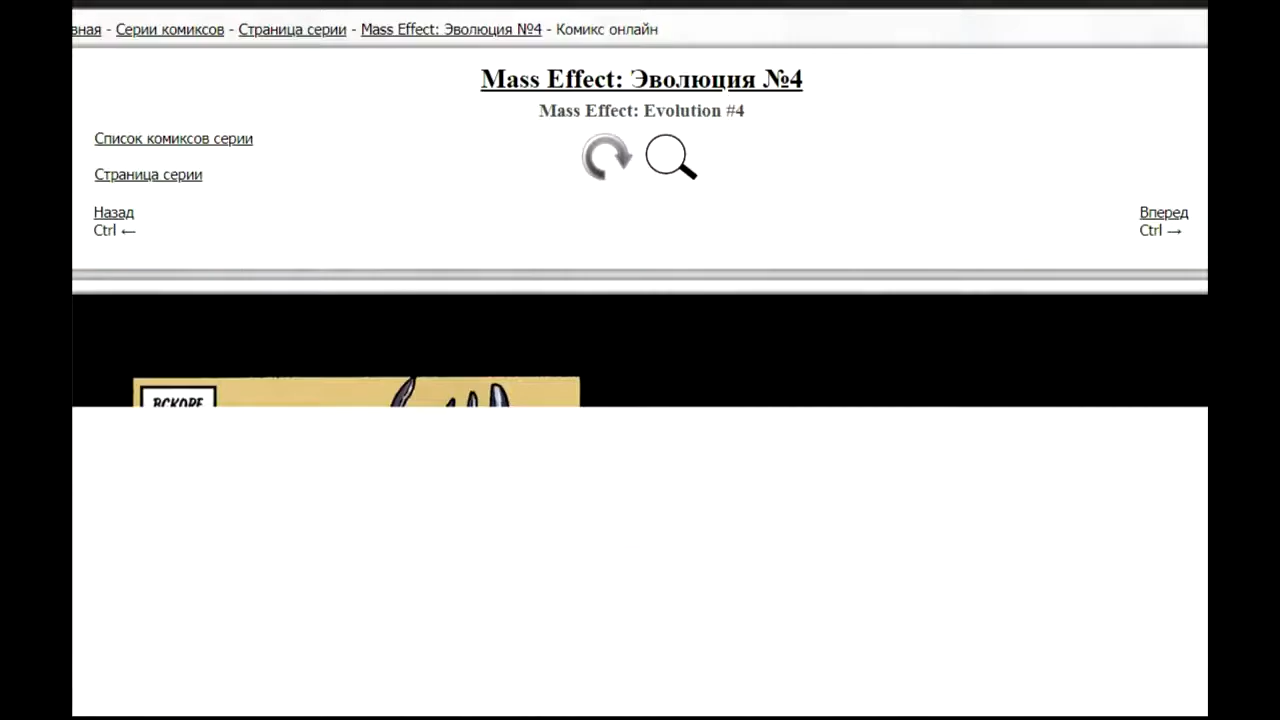 вная - Серии комиксов - Страница серии - Mass Effect: Эволюция №4 - Комикс онлайн
Mass Effect: Эволюция №4
Mass Effect: Evolution #4
Список комиксов серии
Страница серии
Назад
Ctrl ←
Вперед
Ctrl →
ВСКОРЕ